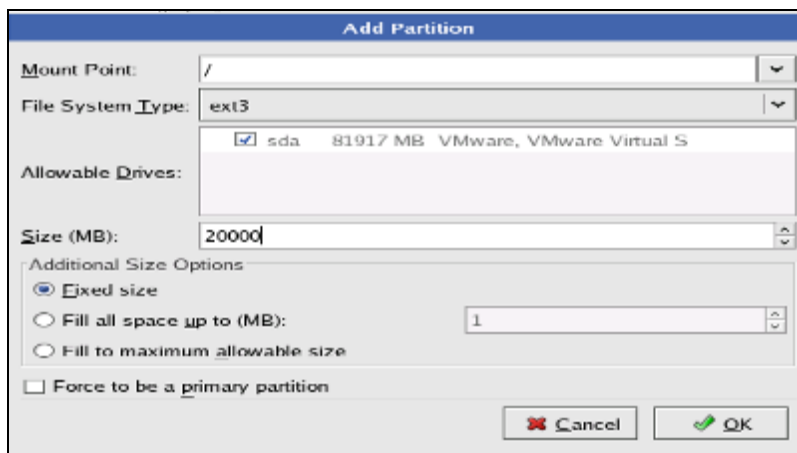 Add Partition
Mount Point: /
File System Type: ext3
sda 81917 MB VMware, VMware Virtual S
Allowable Drives:
Size (MB): 20000
Additional Size Options
Fixed size
Fill all space up to (MB): 1
Fill to maximum allowable size
Force to be a primary partition
Cancel OK